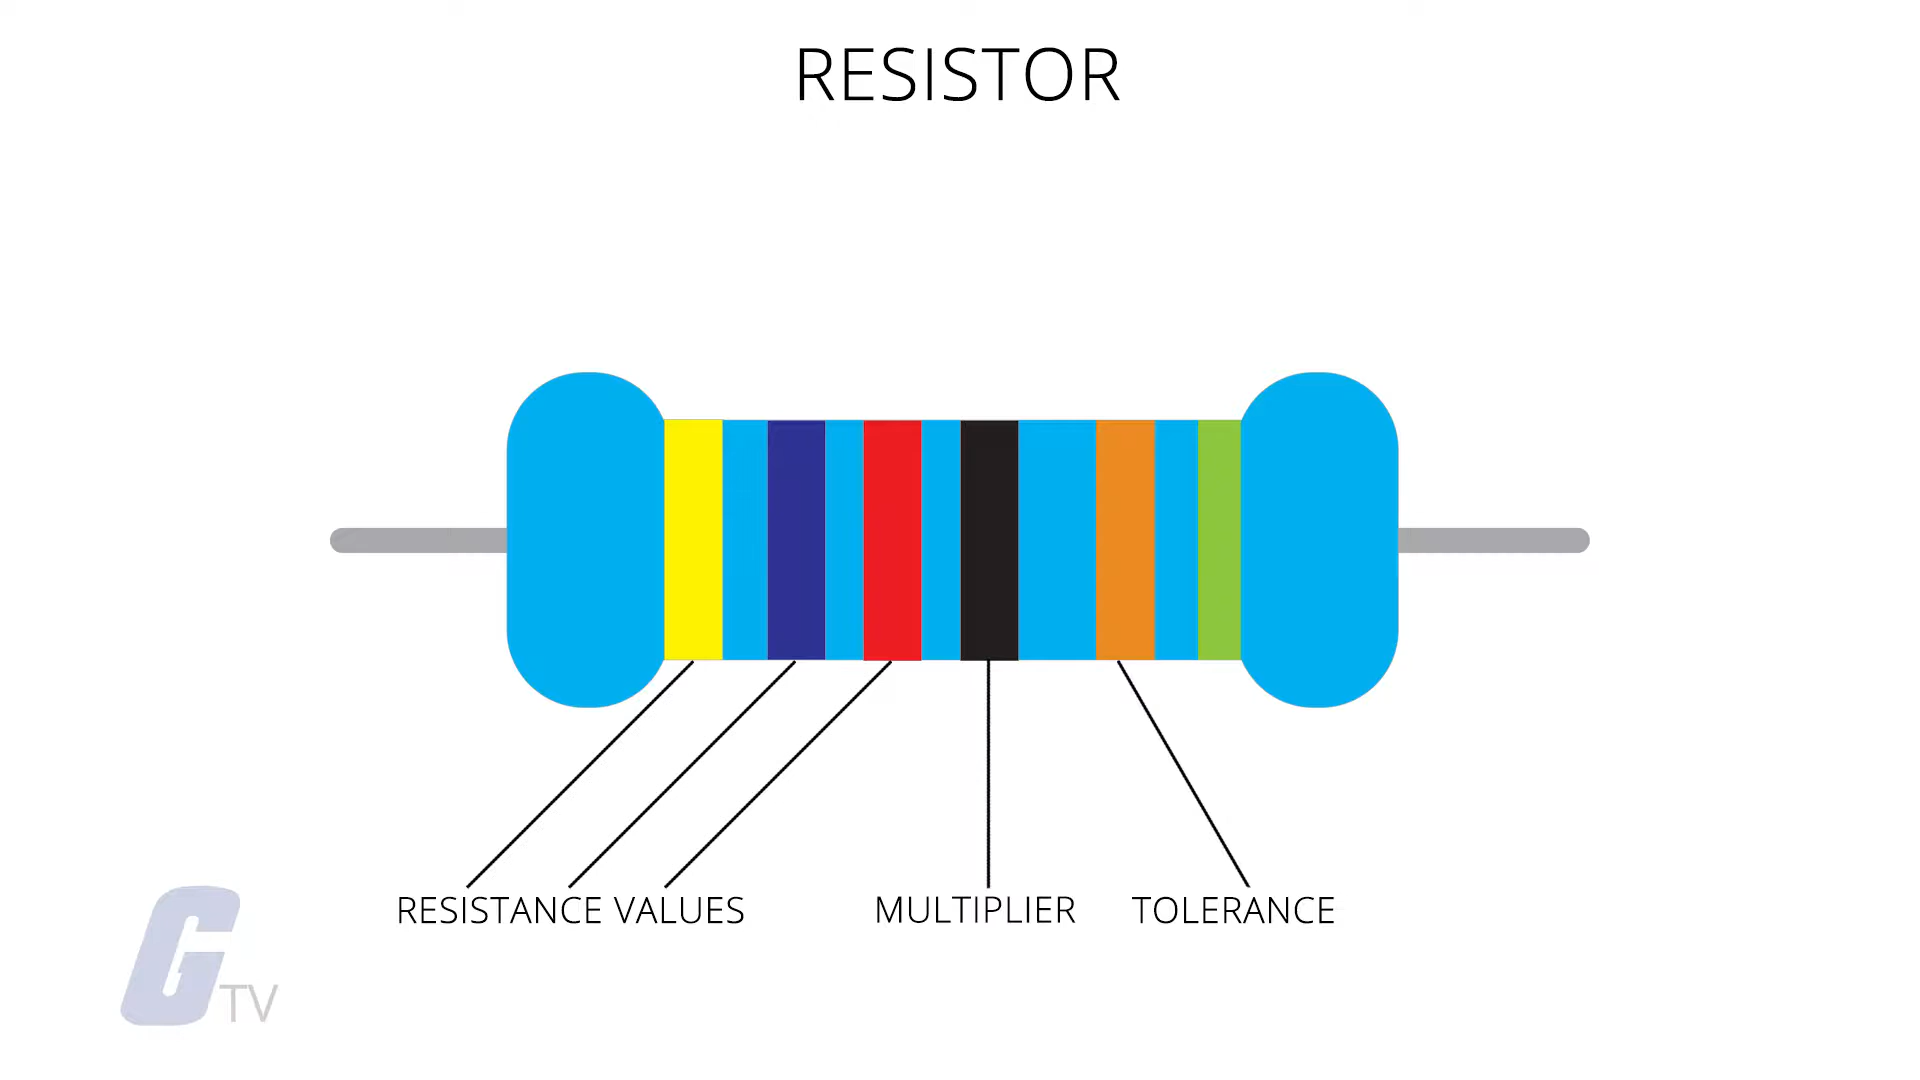 RESISTOR
RESISTANCE VALUES
MULTIPLIER
TOLERANCE
G TV